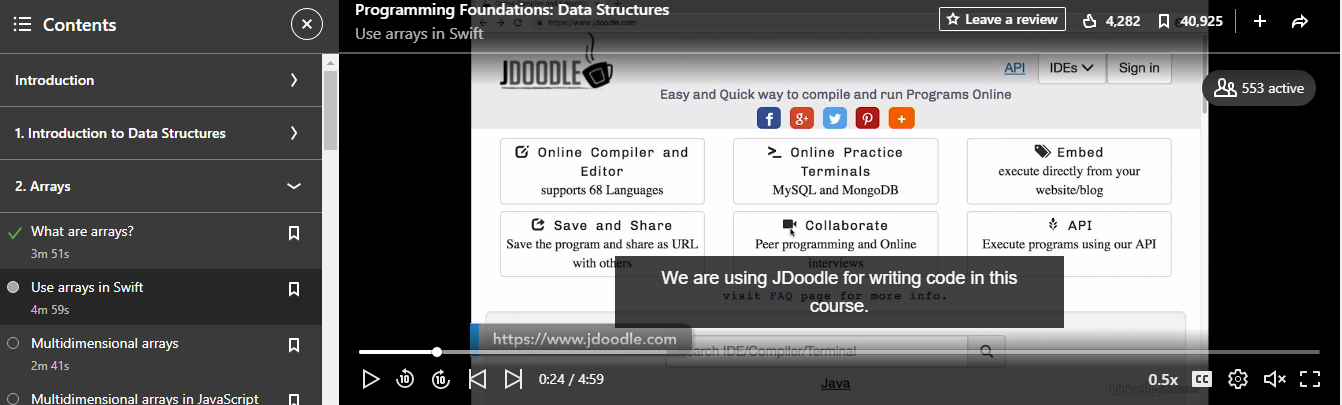 Contents
Introduction
1. Introduction to Data Structures
2. Arrays
What are arrays?
3m 51s
Use arrays in Swift
4m 59s
Multidimensional arrays
2m 41s
Multidimensional arrays in JavaScript
Programming Foundations: Data Structures
Use arrays in Swift
Leave a review
4,282
40,925
https://www.jdoodle.com
553 active
JDOODLE
API
IDEs
Sign in
Easy and Quick way to compile and run Programs Online
Online Compiler and
Editor
supports 68 Languages
Online Practice
Terminals
MySQL and MongoDB
Embed
execute directly from your
website/blog
Save and Share
Save the program and share as URL
with others
Collaborate
Peer programming and Online
interviews
API
Execute programs using our API
We are using JDoodle for writing code in this
course.
visit FAQ page for more info.
https://www.jdoodle.com
Search IDE/Compiler/Terminal
Java
0:24 / 4:59
0.5x
CC